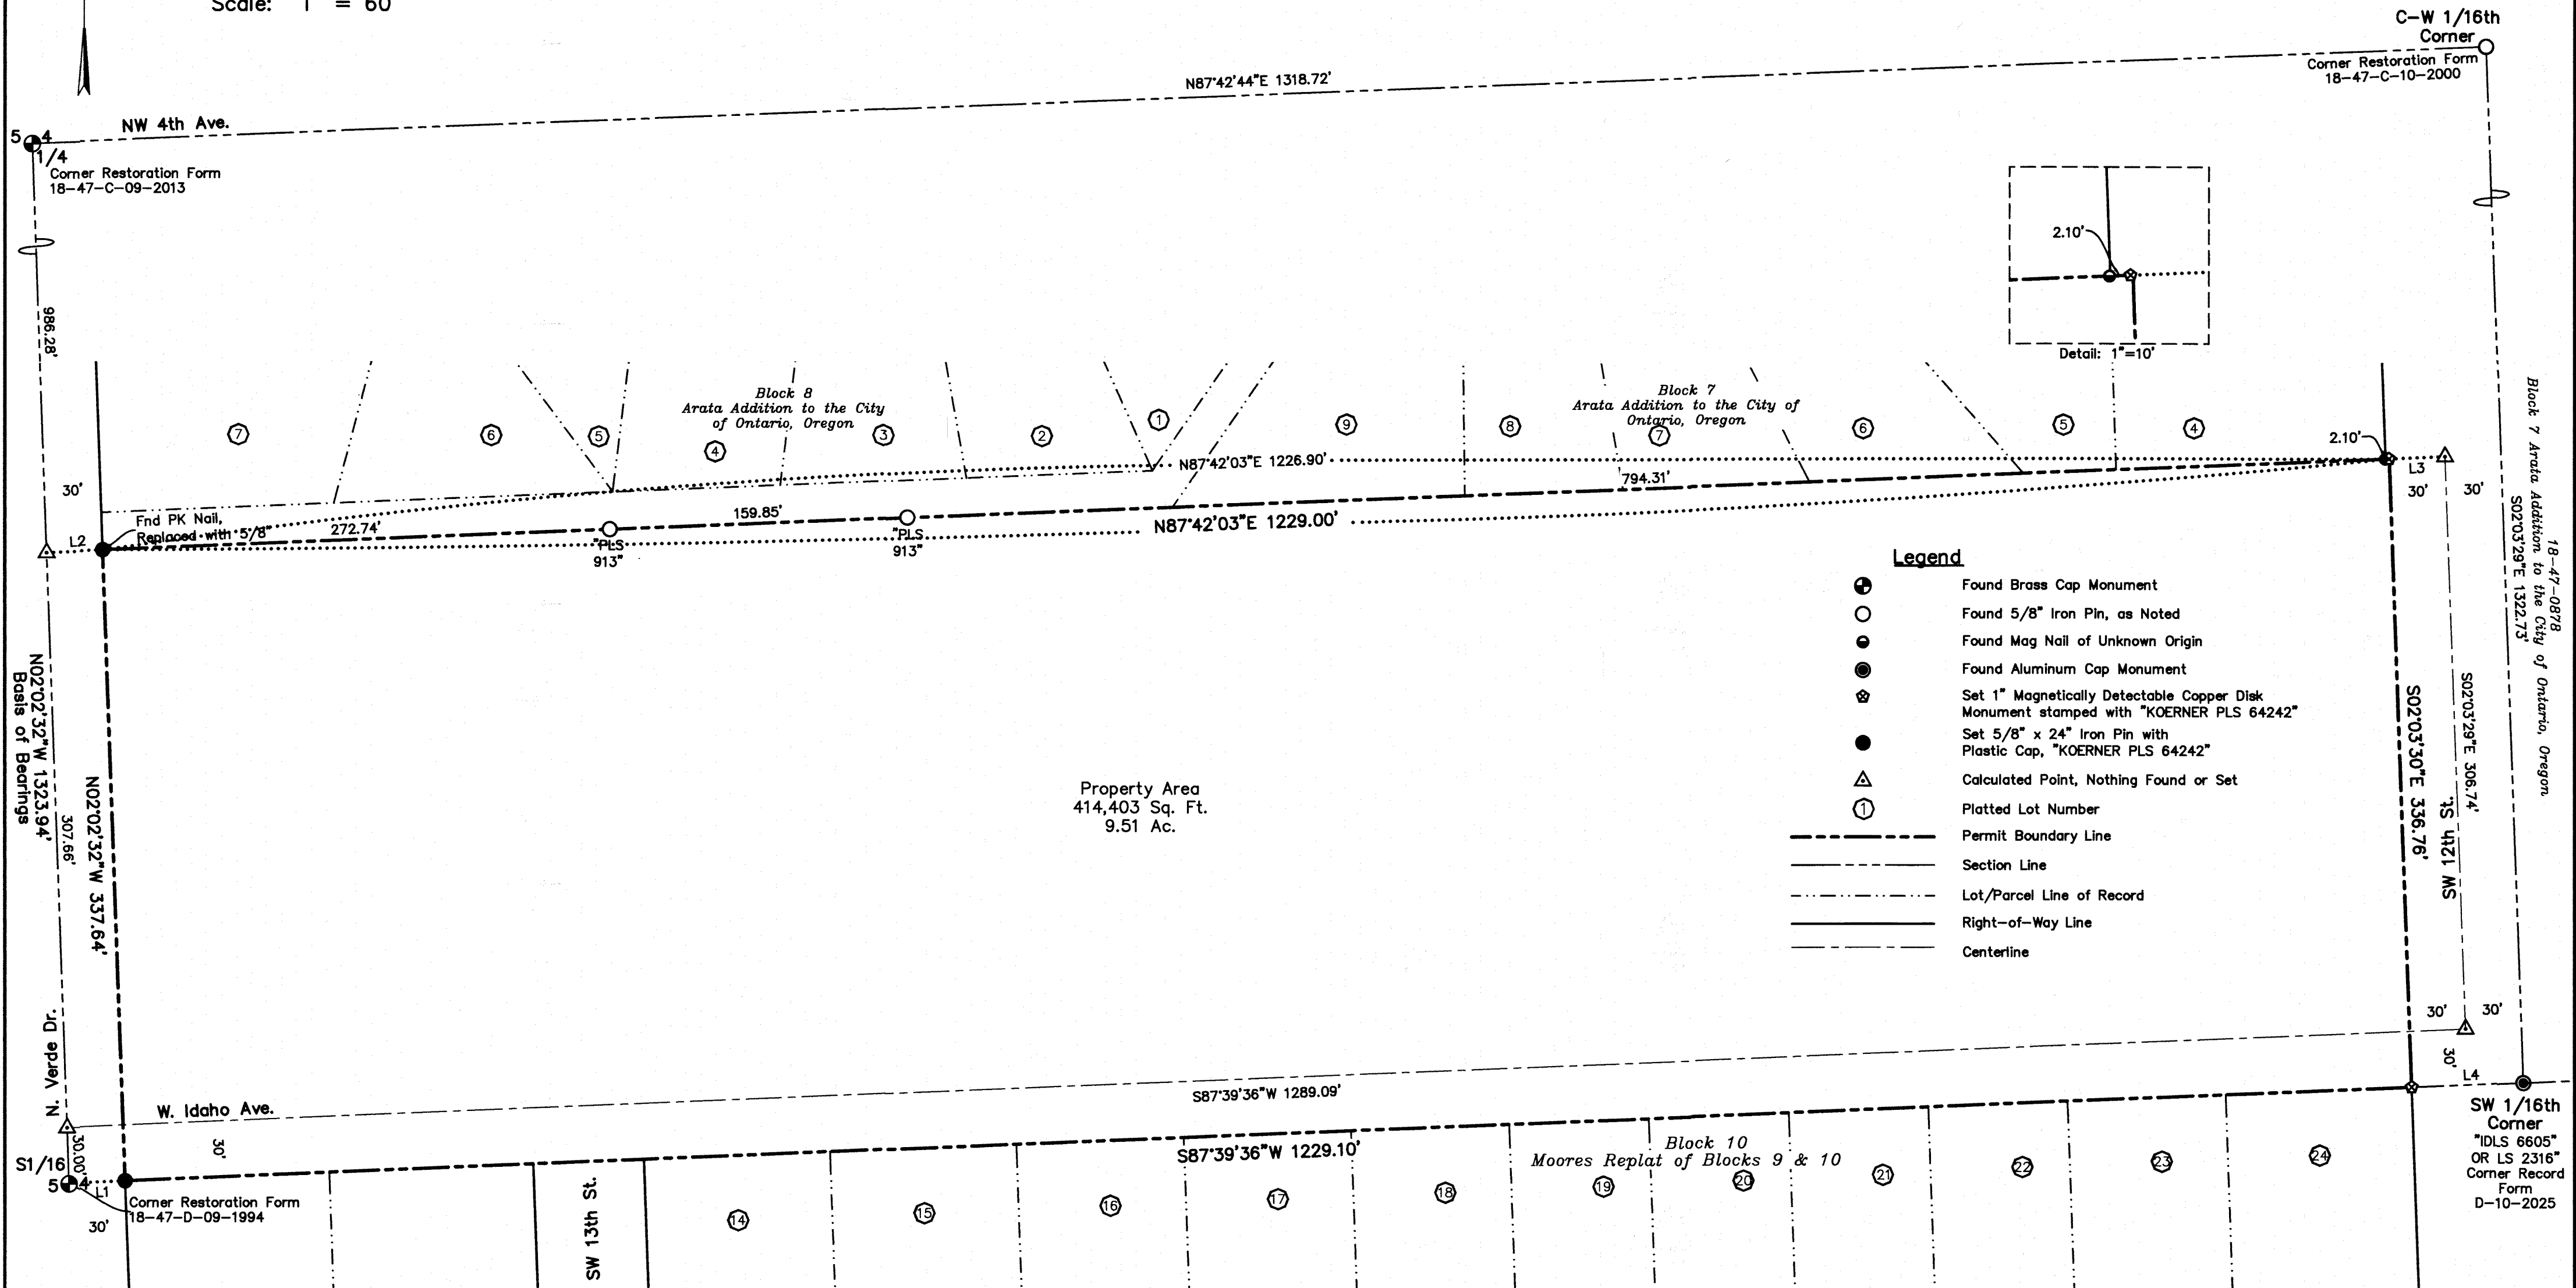 Scale: 1" = 60'
C-W 1/16th
Corner
Corner Restoration Form
18-47-C-10-2000
N87°42'44"E 1318.72'
NW 4th Ave.
5 4
1/4
Corner Restoration Form
18-47-C-09-2013
986.28'
2.10'
Detail: 1"=10'
Block 8
Arata Addition to the City
of Ontario, Oregon
Block 7
Arata Addition to the City of
Ontario, Oregon
7
6
5
4
3
2
1
9
8
7
6
5
4
2.10'
N87°42'03"E 1226.90'
794.31'
L3
30'
30'
30'
L2
Fnd PK Nail,
Replaced with 5/8"
272.74'
159.85'
"PLS
913"
"PLS
913"
N87°42'03"E 1229.00'
18-47-0878
Block 7 Arata Addition to the City of Ontario, Oregon
S02°03'29"E 1322.73'
Legend
Found Brass Cap Monument
Found 5/8" Iron Pin, as Noted
Found Mag Nail of Unknown Origin
Found Aluminum Cap Monument
Set 1" Magnetically Detectable Copper Disk
Monument stamped with "KOERNER PLS 64242"
Set 5/8" x 24" Iron Pin with
Plastic Cap, "KOERNER PLS 64242"
Calculated Point, Nothing Found or Set
1
Platted Lot Number
Permit Boundary Line
Section Line
Lot/Parcel Line of Record
Right-of-Way Line
Centerline
N02°02'32"W 1323.94'
Basis of Bearings
307.66'
N02°02'32"W 337.64'
N. Verde Dr.
Property Area
414,403 Sq. Ft.
9.51 Ac.
S02°03'30"E 336.76'
SW 12th St.
S02°03'29"E 306.74'
30'
30'
30'
L4
S87°39'36"W 1289.09'
W. Idaho Ave.
30'
30.00'
S1/16
5 4
L1
30'
Corner Restoration Form
18-47-D-09-1994
S87°39'36"W 1229.10'
SW 13th St.
Block 10
Moores Replat of Blocks 9 & 10
14
15
16
17
18
19
20
21
22
23
24
SW 1/16th
Corner
"IDLS 6605"
OR LS 2316"
Corner Record
Form
D-10-2025